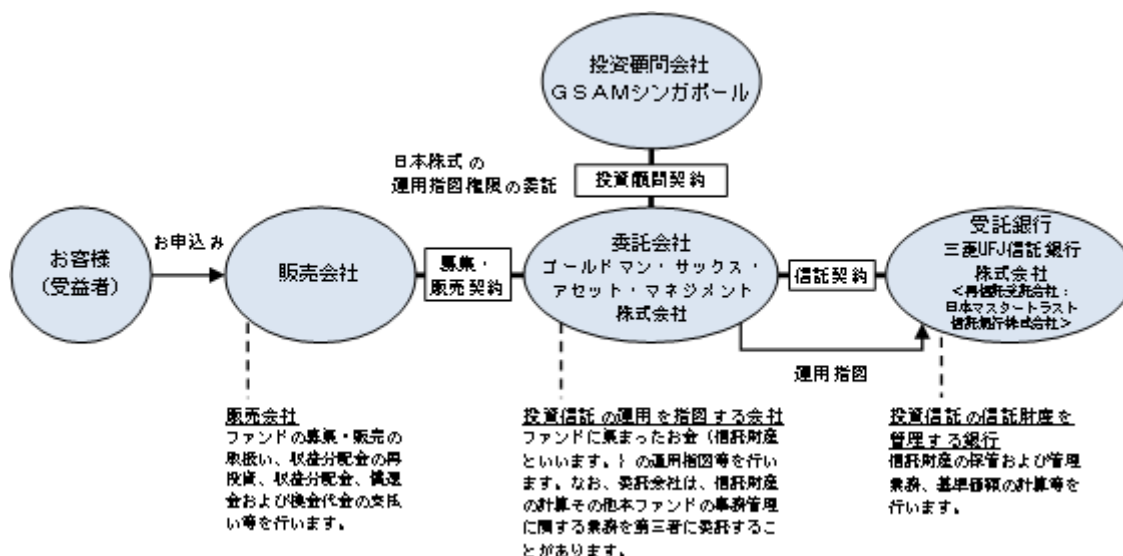 投資顧問会社
GSAMシンガポール
日本株式の
運用指図権限の委託
投資顧問契約
お客様
(受益者)
お申込み
販売会社
募集・
販売契約
委託会社
ゴールドマン・サックス・
アセット・マネジメント
株式会社
信託契約
受託銀行
三菱UFJ信託銀行
株式会社
<再信託受託会社:
日本マスタートラスト
信託銀行株式会社>
運用指図
販売会社
ファンドの募集・販売の
取扱い、収益分配金の再
投資、収益分配金、償還
金および換金代金の支払
い等を行います。
投資信託の運用を指図する会社
ファンドに集まったお金(信託財産
といいます。)の運用指図等を行い
ます。なお、委託会社は、信託財産
の計算その他本ファンドの事務管理
に関する業務を第三者に委託するこ
とがあります。
投資信託の信託財産を
管理する銀行
信託財産の保管および管理
業務、基準価額の計算等を
行います。